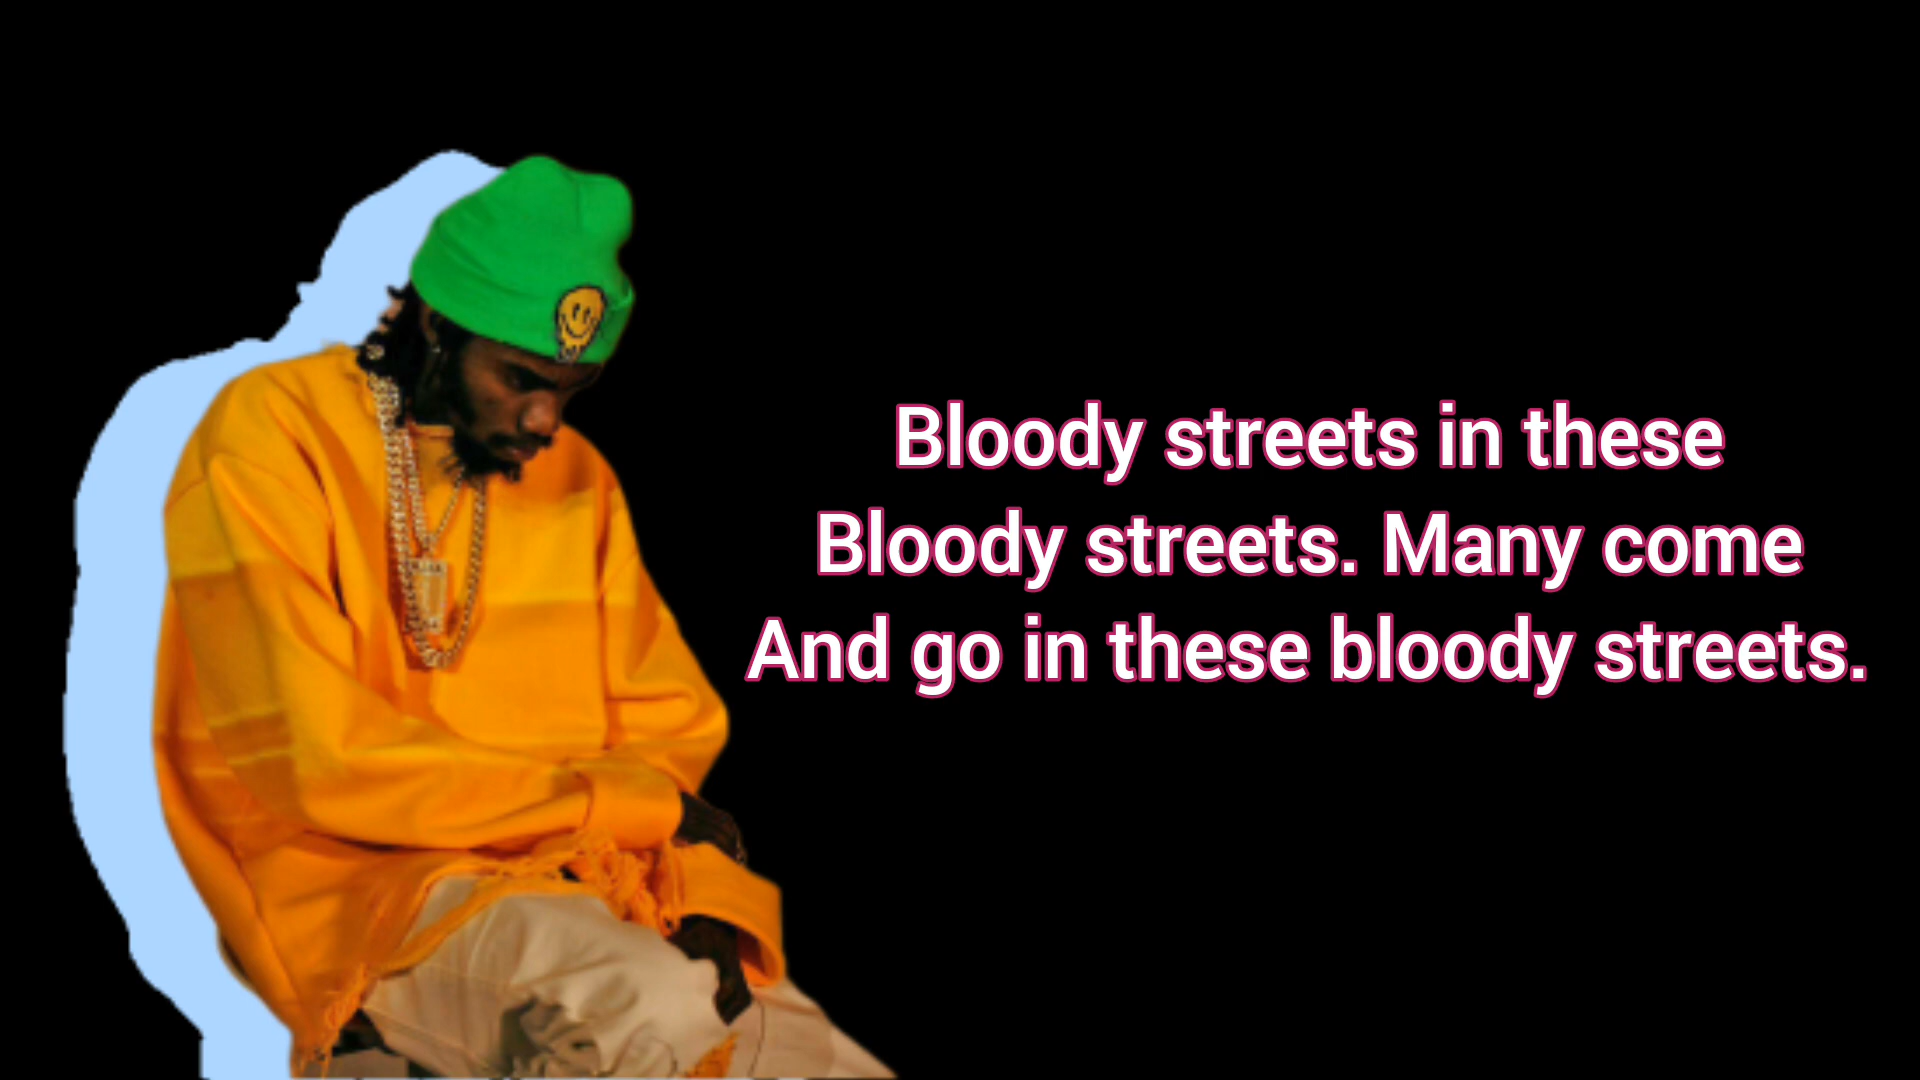 Bloody streets in these
Bloody streets. Many come
And go in these bloody streets.